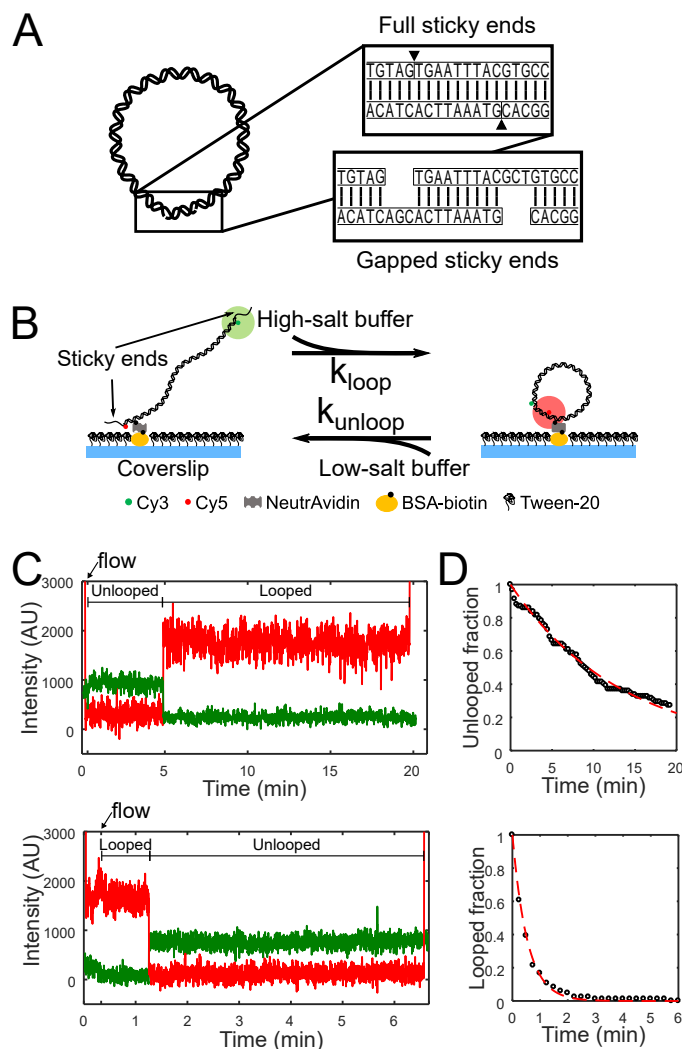 A
Full sticky ends
TGTAGTGAATTTACGTGCC
ACATCACTTAAATGCACGG
TGTAG TGAATTTACGCTGTGCC
ACATCAGCACTTAAATG CACGG
Gapped sticky ends
B
High-salt buffer
Sticky ends
k_loop
k_unloop
Low-salt buffer
Coverslip
Cy3 Cy5 NeutrAvidin BSA-biotin Tween-20
C
flow
Unlooped Looped
Intensity (AU)
3000
2000
1000
0
0 5 10 15 20
Time (min)
D
Unlooped fraction
1
0.8
0.6
0.4
0.2
0
0 5 10 15 20
Time (min)
flow
Looped Unlooped
Intensity (AU)
3000
2000
1000
0
0 1 2 3 4 5 6
Time (min)
Looped fraction
1
0.8
0.6
0.4
0.2
0
0 1 2 3 4 5 6
Time (min)